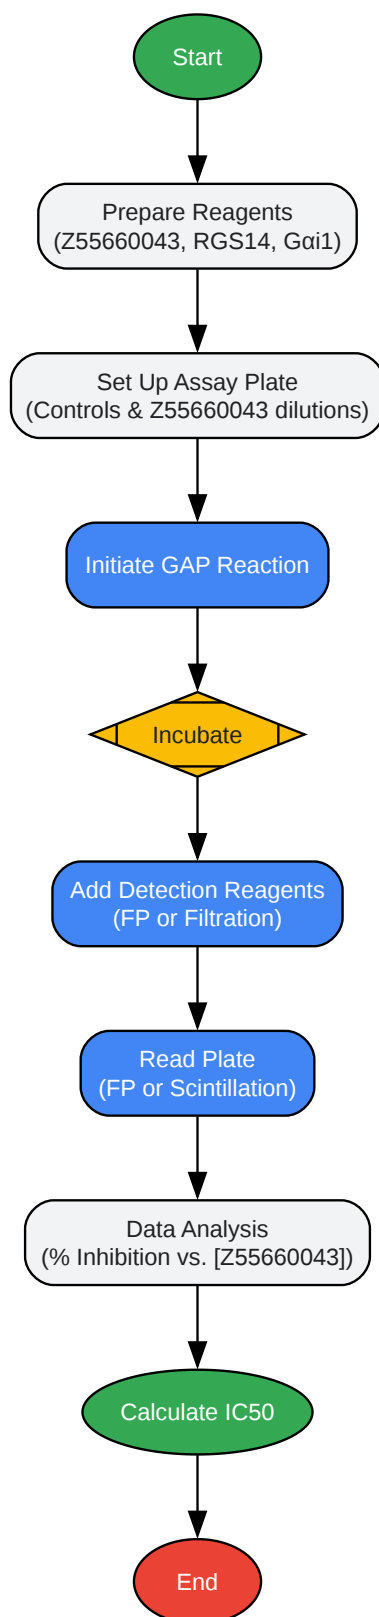 Start
Prepare Reagents
(Z55660043, RGS14, Gαi1)
Set Up Assay Plate
(Controls & Z55660043 dilutions)
Initiate GAP Reaction
Incubate
Add Detection Reagents
(FP or Filtration)
Read Plate
(FP or Scintillation)
Data Analysis
(% Inhibition vs. [Z55660043])
Calculate IC50
End